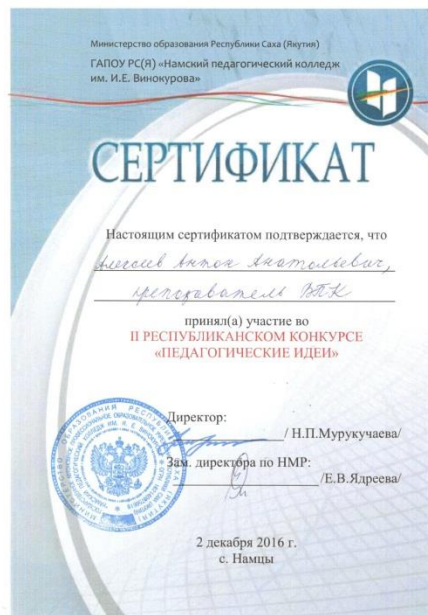 Министерство образования Республики Саха (Якутия)
ГАПОУ РС(Я) «Намский педагогический колледж
им. И.Е. Винокурова»
СЕРТИФИКАТ
Настоящим сертификатом подтверждается, что
Алексеев Антон Анатольевич,
преподаватель ВПК
принял(а) участие во
II РЕСПУБЛИКАНСКОМ КОНКУРСЕ
«ПЕДАГОГИЧЕСКИЕ ИДЕИ»
Директор:
/ Н.П.Мурукучаева/
Зам. директора по НМР:
/Е.В.Ядреева/
2 декабря 2016 г.
с. Намцы